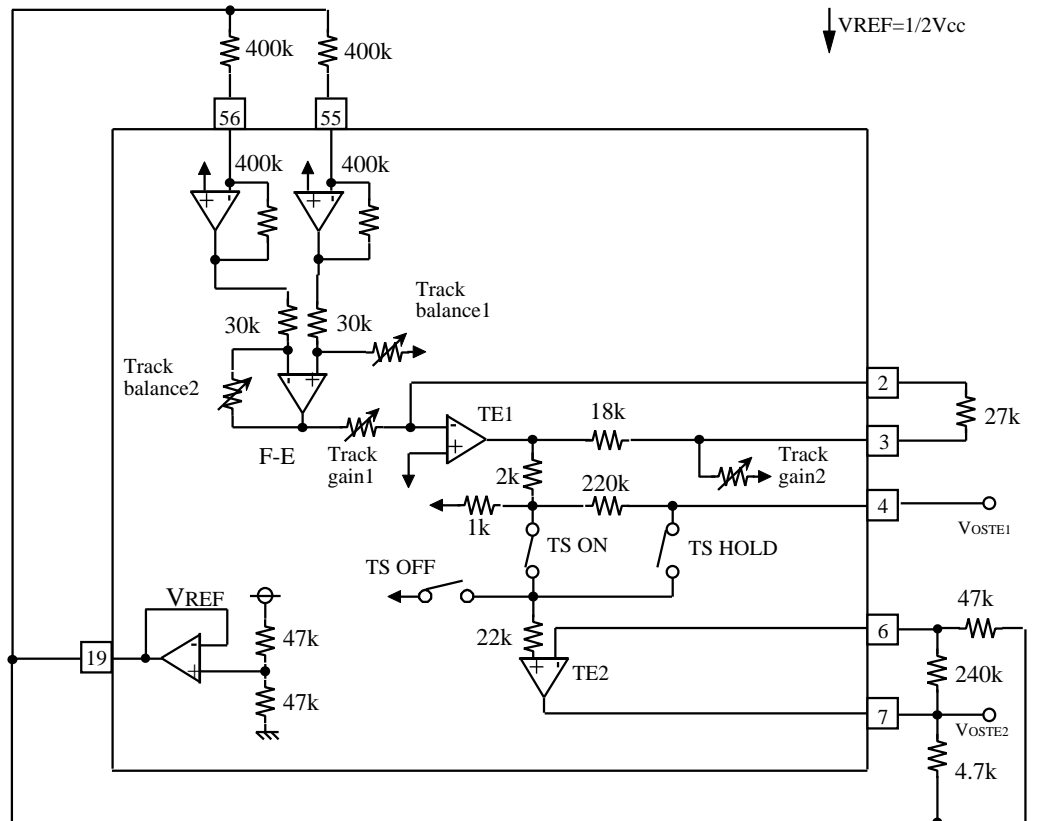 VREF=1/2Vcc
400k
400k
56
55
400k
400k
+
-
+
-
Track
balance1
30k
30k
Track
balance2
-
+
2
TE1
18k
27k
-
+
3
F-E
Track
gain1
Track
gain2
2k
220k
4
1k
VOSTE1
TS ON
TS HOLD
TS OFF
VREF
47k
47k
6
22k
-
+
19
47k
+
-
TE2
240k
7
VOSTE2
4.7k